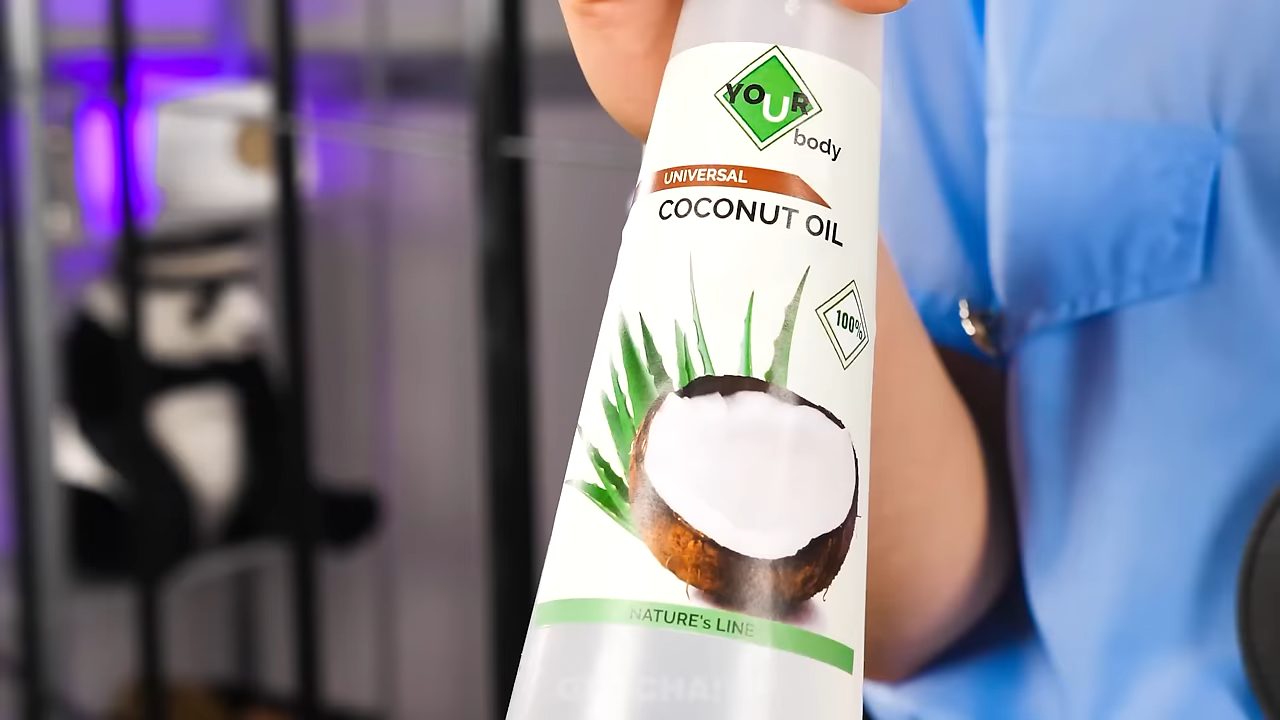 YOUR
body
UNIVERSAL
COCONUT OIL
100%
NATURE's LINE